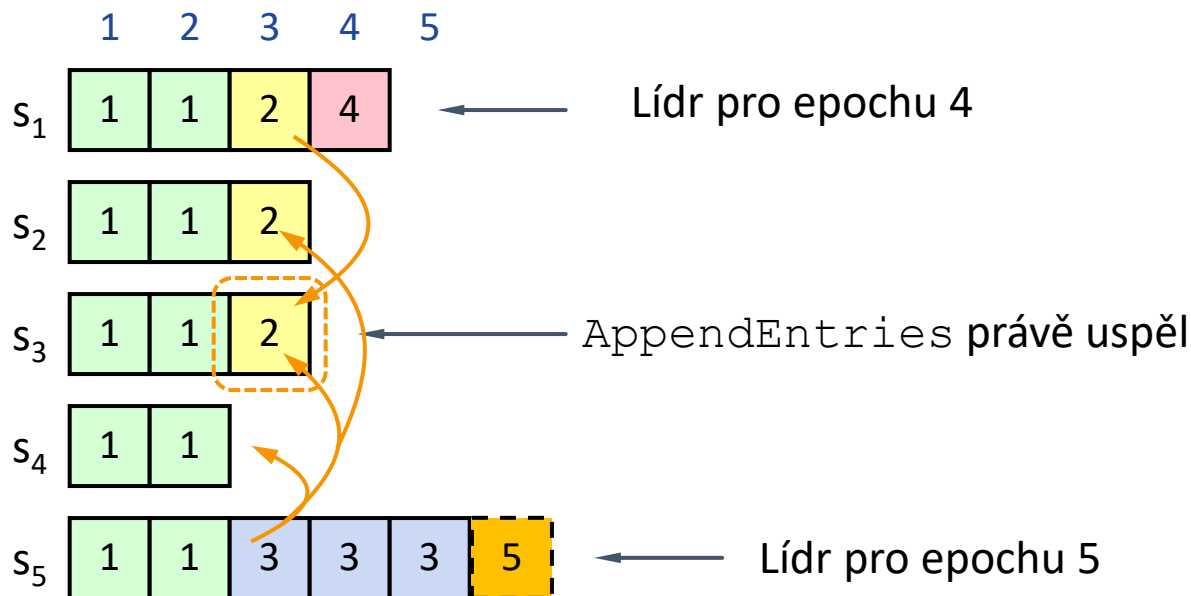 1 2 3 4 5
s1 1 1 2 4 Lídr pro epochu 4
s2 1 1 2
s3 1 1 2 AppendEntries právě uspěl
s4 1 1
s5 1 1 3 3 3 5 Lídr pro epochu 5